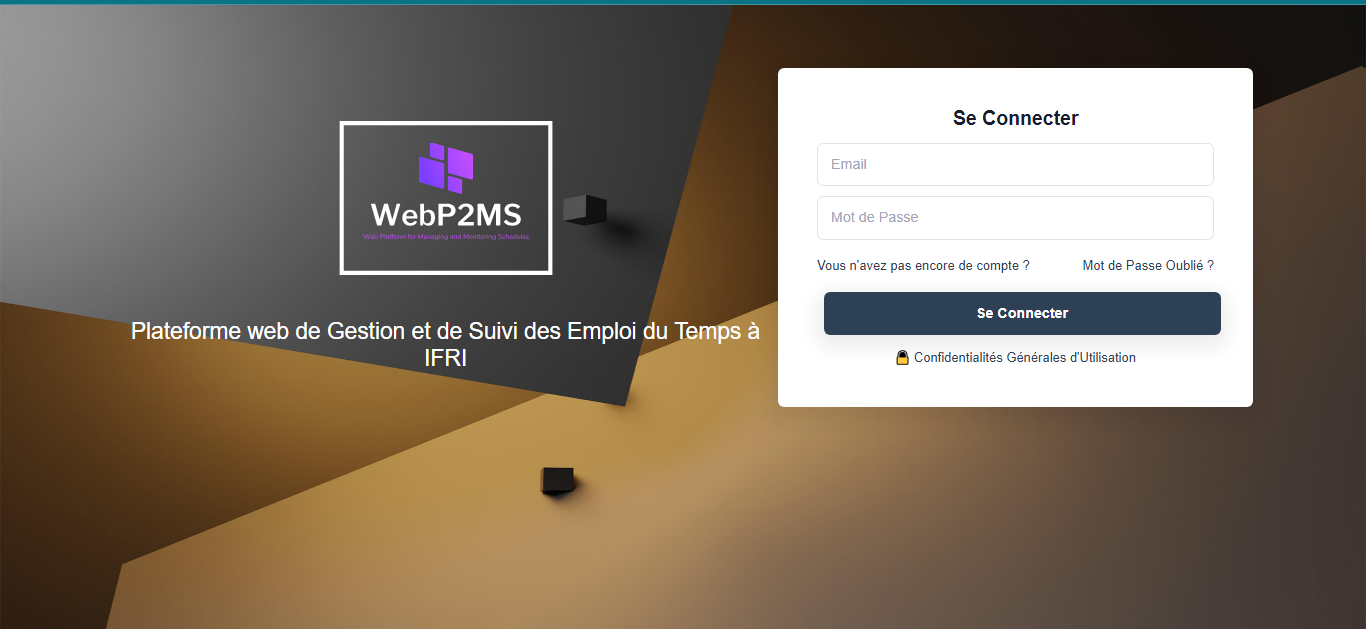 WebP2MS
Web Platform for Managing and Monitoring Schedules
Plateforme web de Gestion et de Suivi des Emploi du Temps à
IFRI
Se Connecter
Email
Mot de Passe
Vous n'avez pas encore de compte ? Mot de Passe Oublié ?
Se Connecter
Confidentialités Générales d'Utilisation